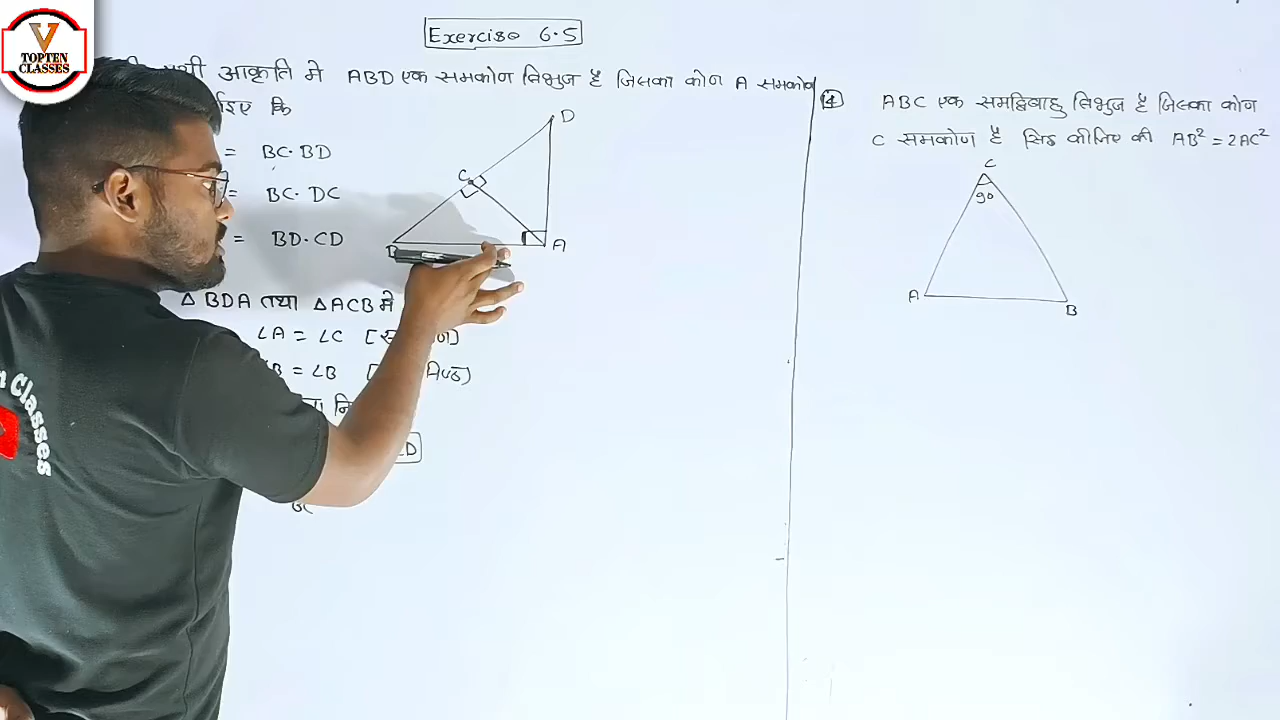 V
TOPTEN
CLASSES
Exercise 6.5
आकृति मे ABD एक समकोण त्रिभुज है जिसका कोण A समकोण
कि
= BC·BD
= BC·DC
= BD·CD
D
C
A
Δ BDA तथा Δ ACB मे
∠A = ∠C
∠B = ∠B
4 ABC एक समद्विबाहु त्रिभुज है जिसका कोण
C समकोण है सिद्ध कीजिए की AB² = 2AC²
C
90
A
B
Classes